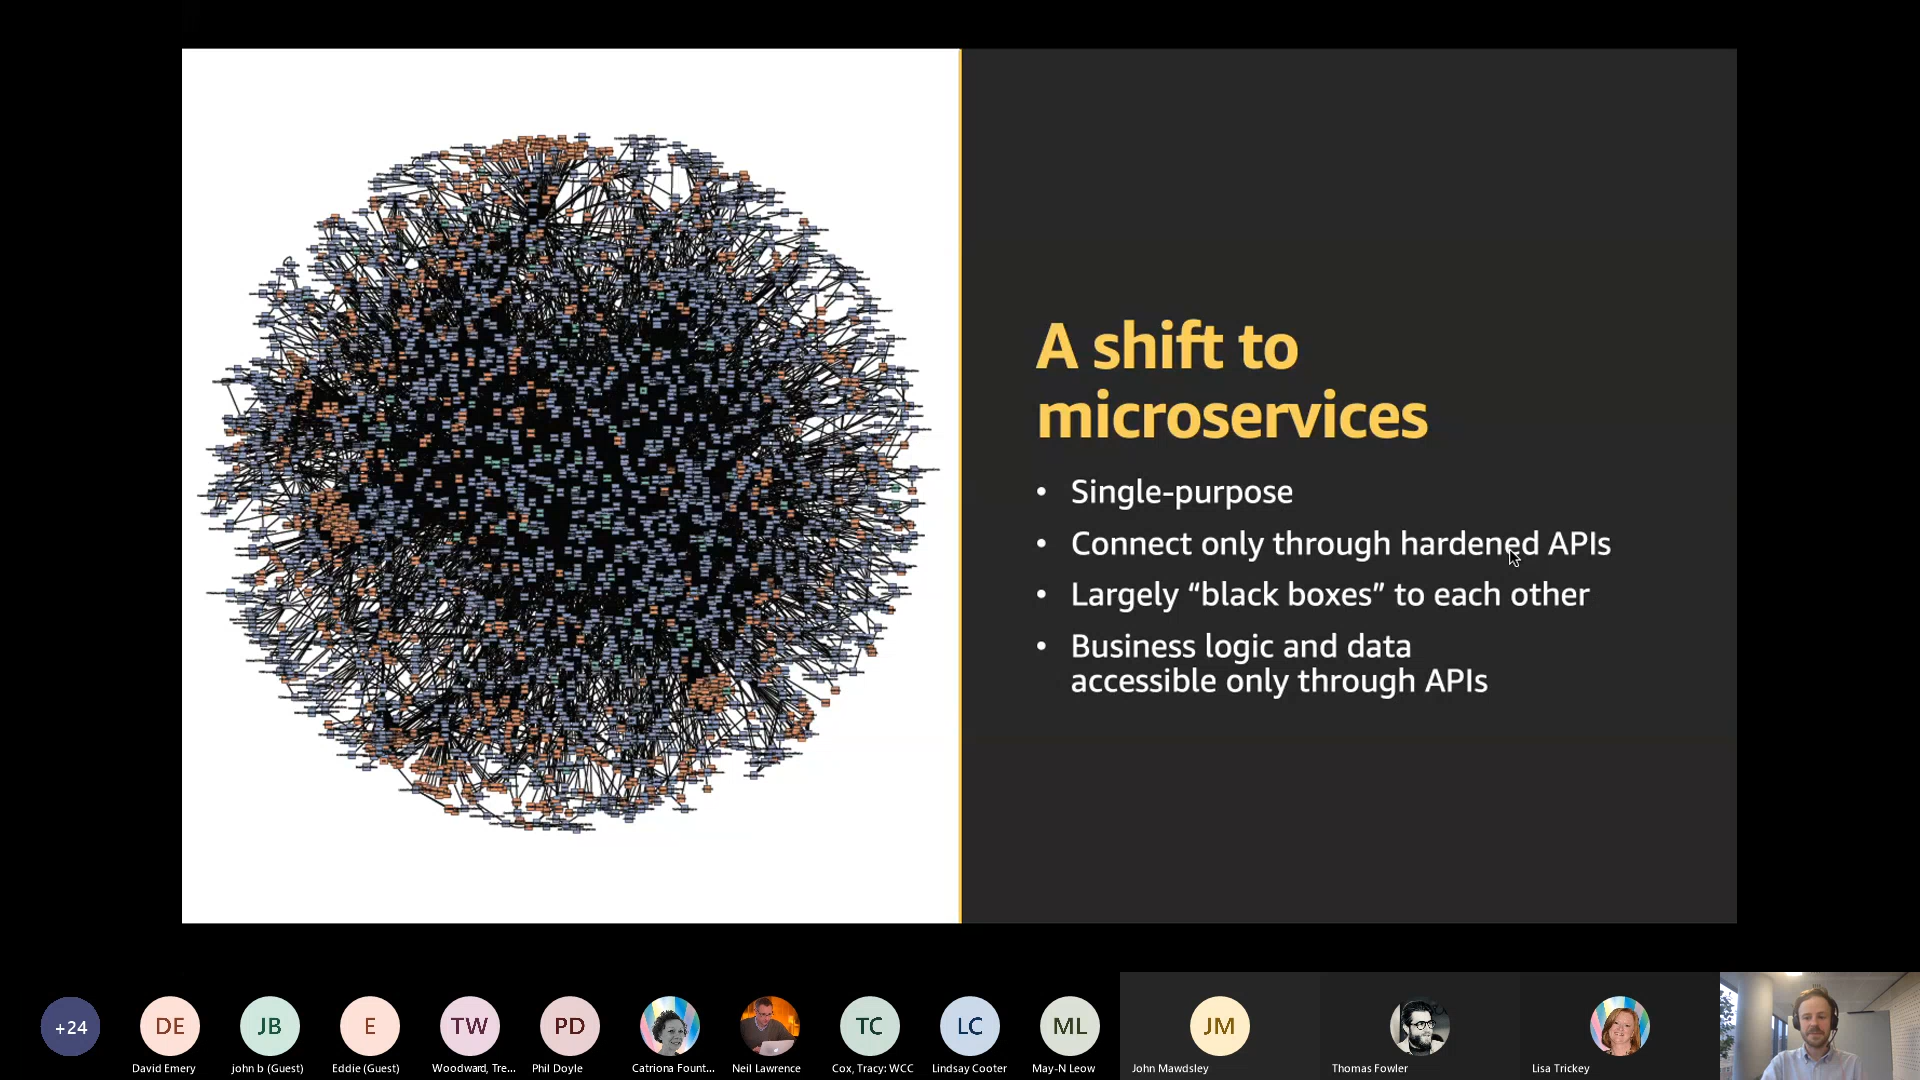 A shift to
microservices
• Single-purpose
• Connect only through hardened APIs
• Largely “black boxes” to each other
• Business logic and data
accessible only through APIs
+24
DE
JB
E
TW
PD
TC
LC
ML
JM
David Emery
john b (Guest)
Eddie (Guest)
Woodward, Tre...
Phil Doyle
Catriona Fount...
Neil Lawrence
Cox, Tracy: WCC
Lindsay Cooter
May-N Leow
John Mawdsley
Thomas Fowler
Lisa Trickey